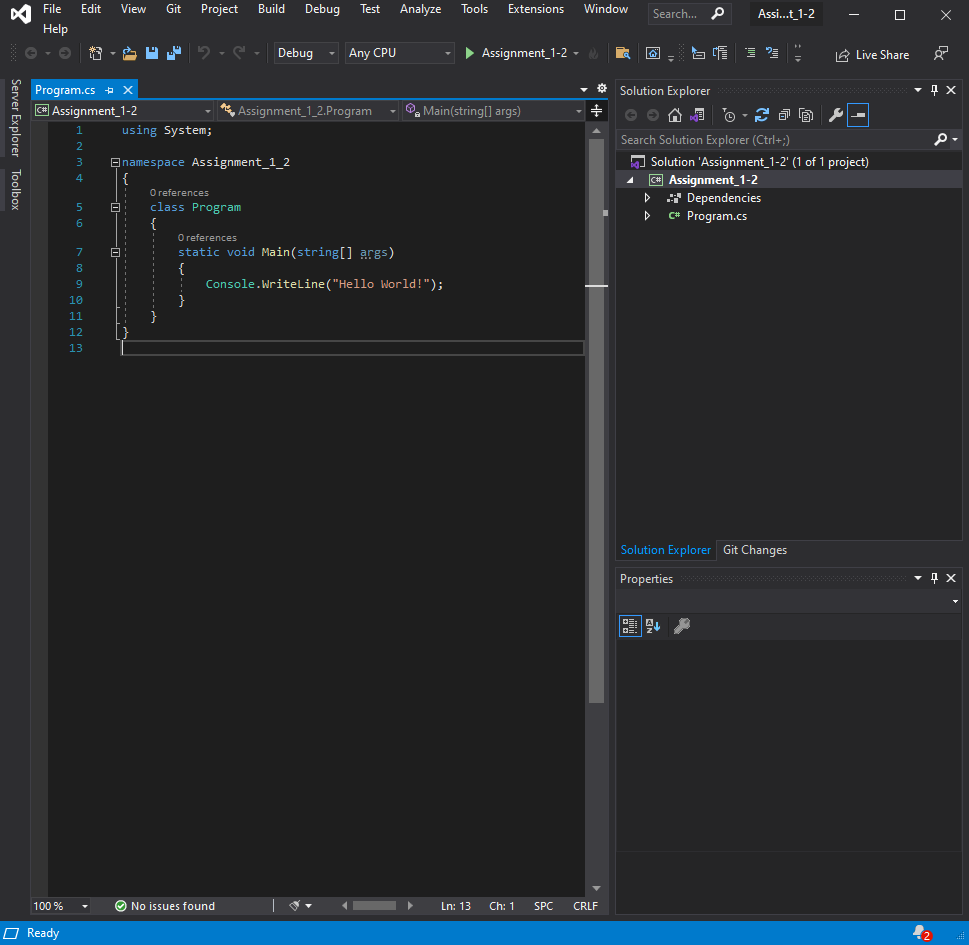 File Edit View Git Project Build Debug Test Analyze Tools Extensions Window Search... Assi...t_1-2
Help
Debug Any CPU Assignment_1-2 Live Share
Server Explorer
Toolbox
Program.cs
Assignment_1-2 Assignment_1_2.Program Main(string[] args)
1 using System;
2
3 namespace Assignment_1_2
4 {
0 references
5 class Program
6 {
0 references
7 static void Main(string[] args)
8 {
9 Console.WriteLine("Hello World!");
10 }
11 }
12 }
13
100 % No issues found Ln: 13 Ch: 1 SPC CRLF
Solution Explorer
Search Solution Explorer (Ctrl+;)
Solution 'Assignment_1-2' (1 of 1 project)
C# Assignment_1-2
Dependencies
C# Program.cs
Solution Explorer Git Changes
Properties
Ready 2